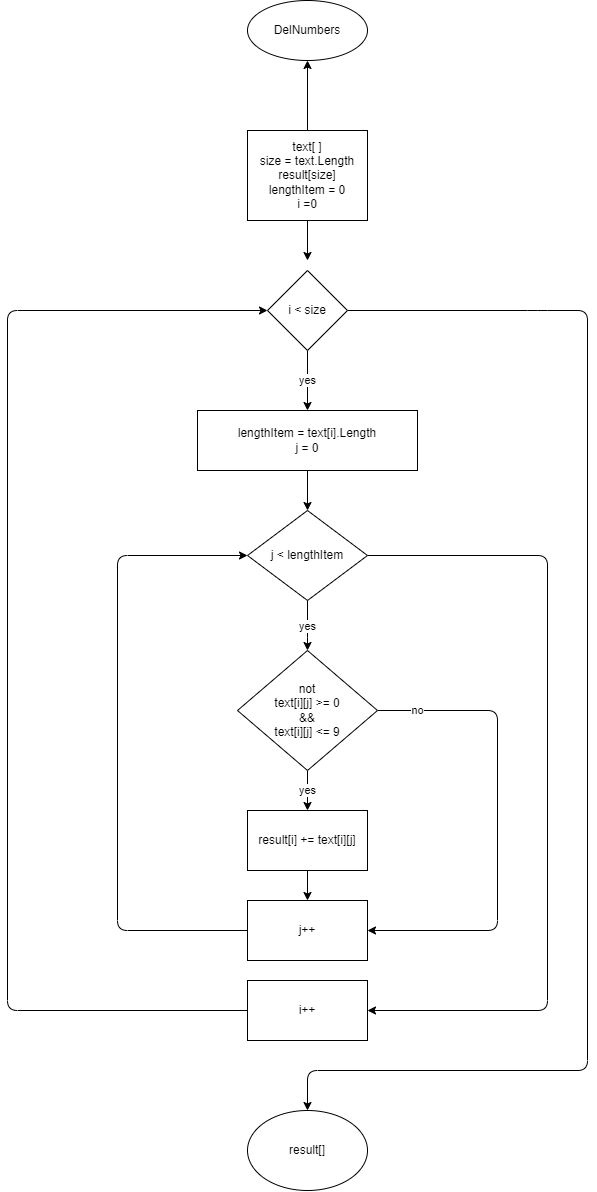 DelNumbers
text[ ]
size = text.Length
result[size]
lengthItem = 0
i =0
i < size
yes
lengthItem = text[i].Length
j = 0
j < lengthItem
yes
not
text[i][j] >= 0
&&
text[i][j] <= 9
no
yes
result[i] += text[i][j]
j++
i++
result[]